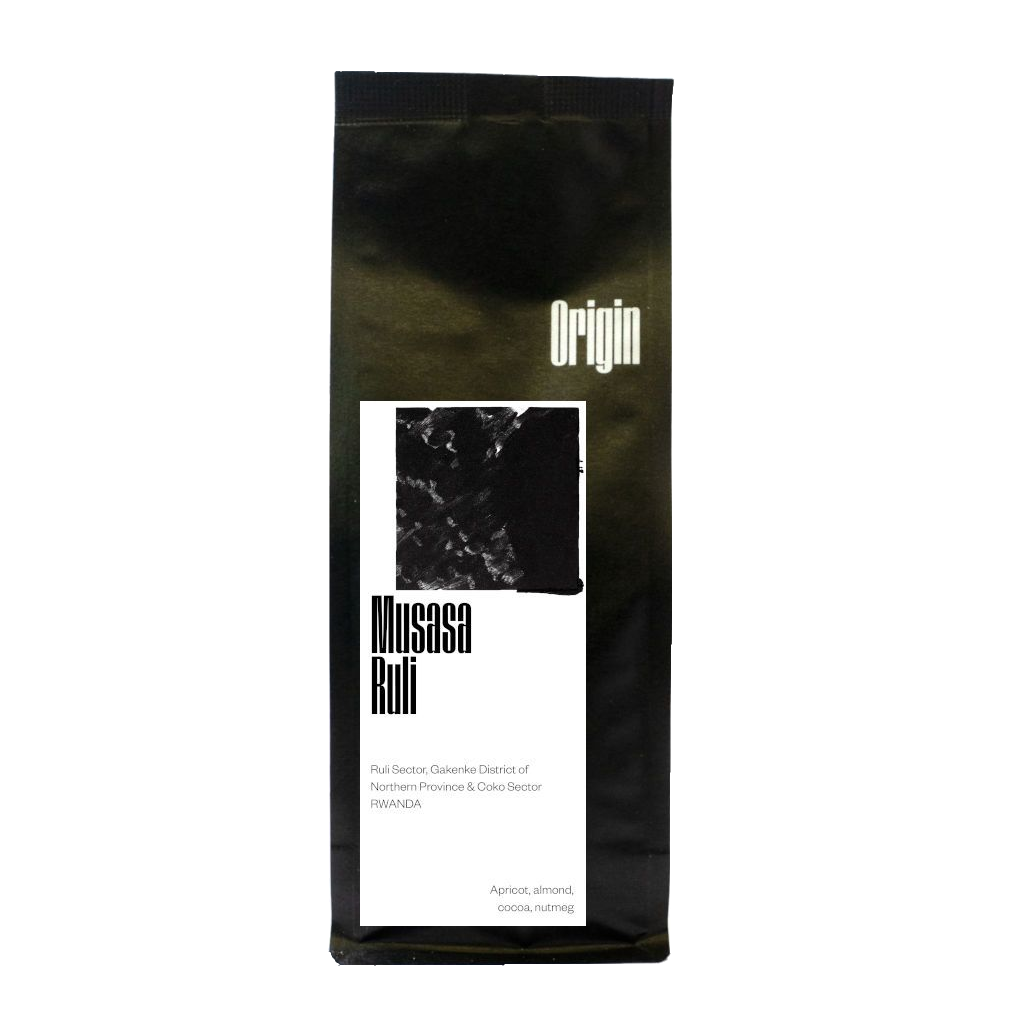 Origin
Musasa
Ruli
Ruli Sector, Gakenke District of
Northern Province & Coko Sector
RWANDA
Apricot, almond,
cocoa, nutmeg